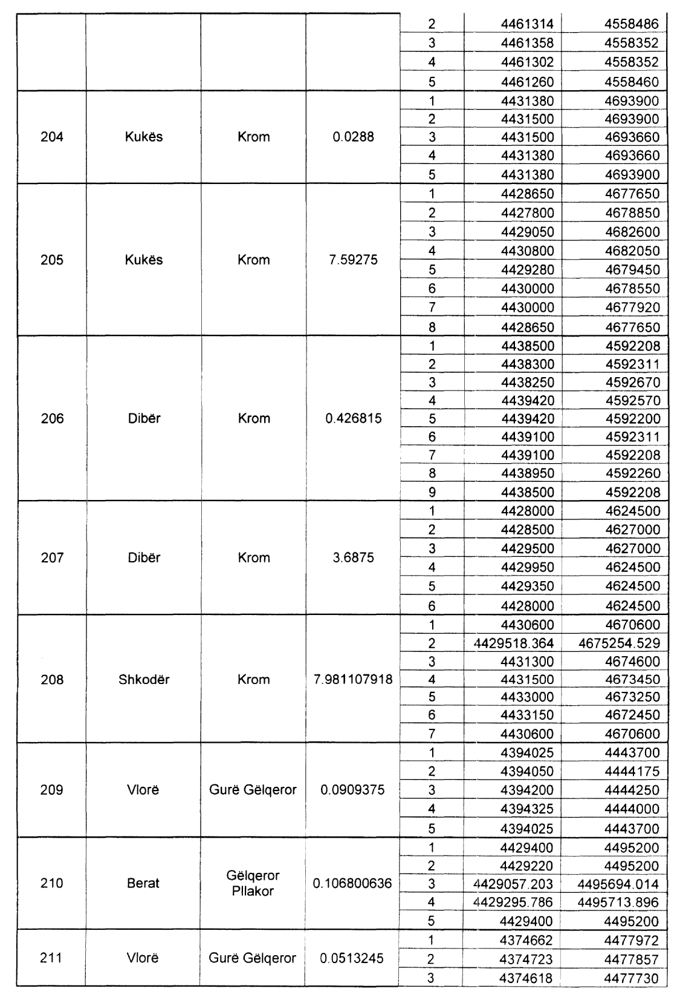 2 4461314 4558486
3 4461358 4558352
4 4461302 4558352
5 4461260 4558460
204 Kukës Krom 0.0288
1 4431380 4693900
2 4431500 4693900
3 4431500 4693660
4 4431380 4693660
5 4431380 4693900
205 Kukës Krom 7.59275
1 4428650 4677650
2 4427800 4678850
3 4429050 4682600
4 4430800 4682050
5 4429280 4679450
6 4430000 4678550
7 4430000 4677920
8 4428650 4677650
206 Dibër Krom 0.426815
1 4438500 4592208
2 4438300 4592311
3 4438250 4592670
4 4439420 4592570
5 4439420 4592200
6 4439100 4592311
7 4439100 4592208
8 4438950 4592260
9 4438500 4592208
207 Dibër Krom 3.6875
1 4428000 4624500
2 4428500 4627000
3 4429500 4627000
4 4429950 4624500
5 4429350 4624500
6 4428000 4624500
208 Shkodër Krom 7.981107918
1 4430600 4670600
2 4429518.364 4675254.529
3 4431300 4674600
4 4431500 4673450
5 4433000 4673250
6 4433150 4672450
7 4430600 4670600
209 Vlorë Gurë Gëlqeror 0.0909375
1 4394025 4443700
2 4394050 4444175
3 4394200 4444250
4 4394325 4444000
5 4394025 4443700
210 Berat Gëlqeror
Pllakor 0.106800636
1 4429400 4495200
2 4429220 4495200
3 4429057.203 4495694.014
4 4429295.786 4495713.896
5 4429400 4495200
211 Vlorë Gurë Gëlqeror 0.0513245
1 4374662 4477972
2 4374723 4477857
3 4374618 4477730